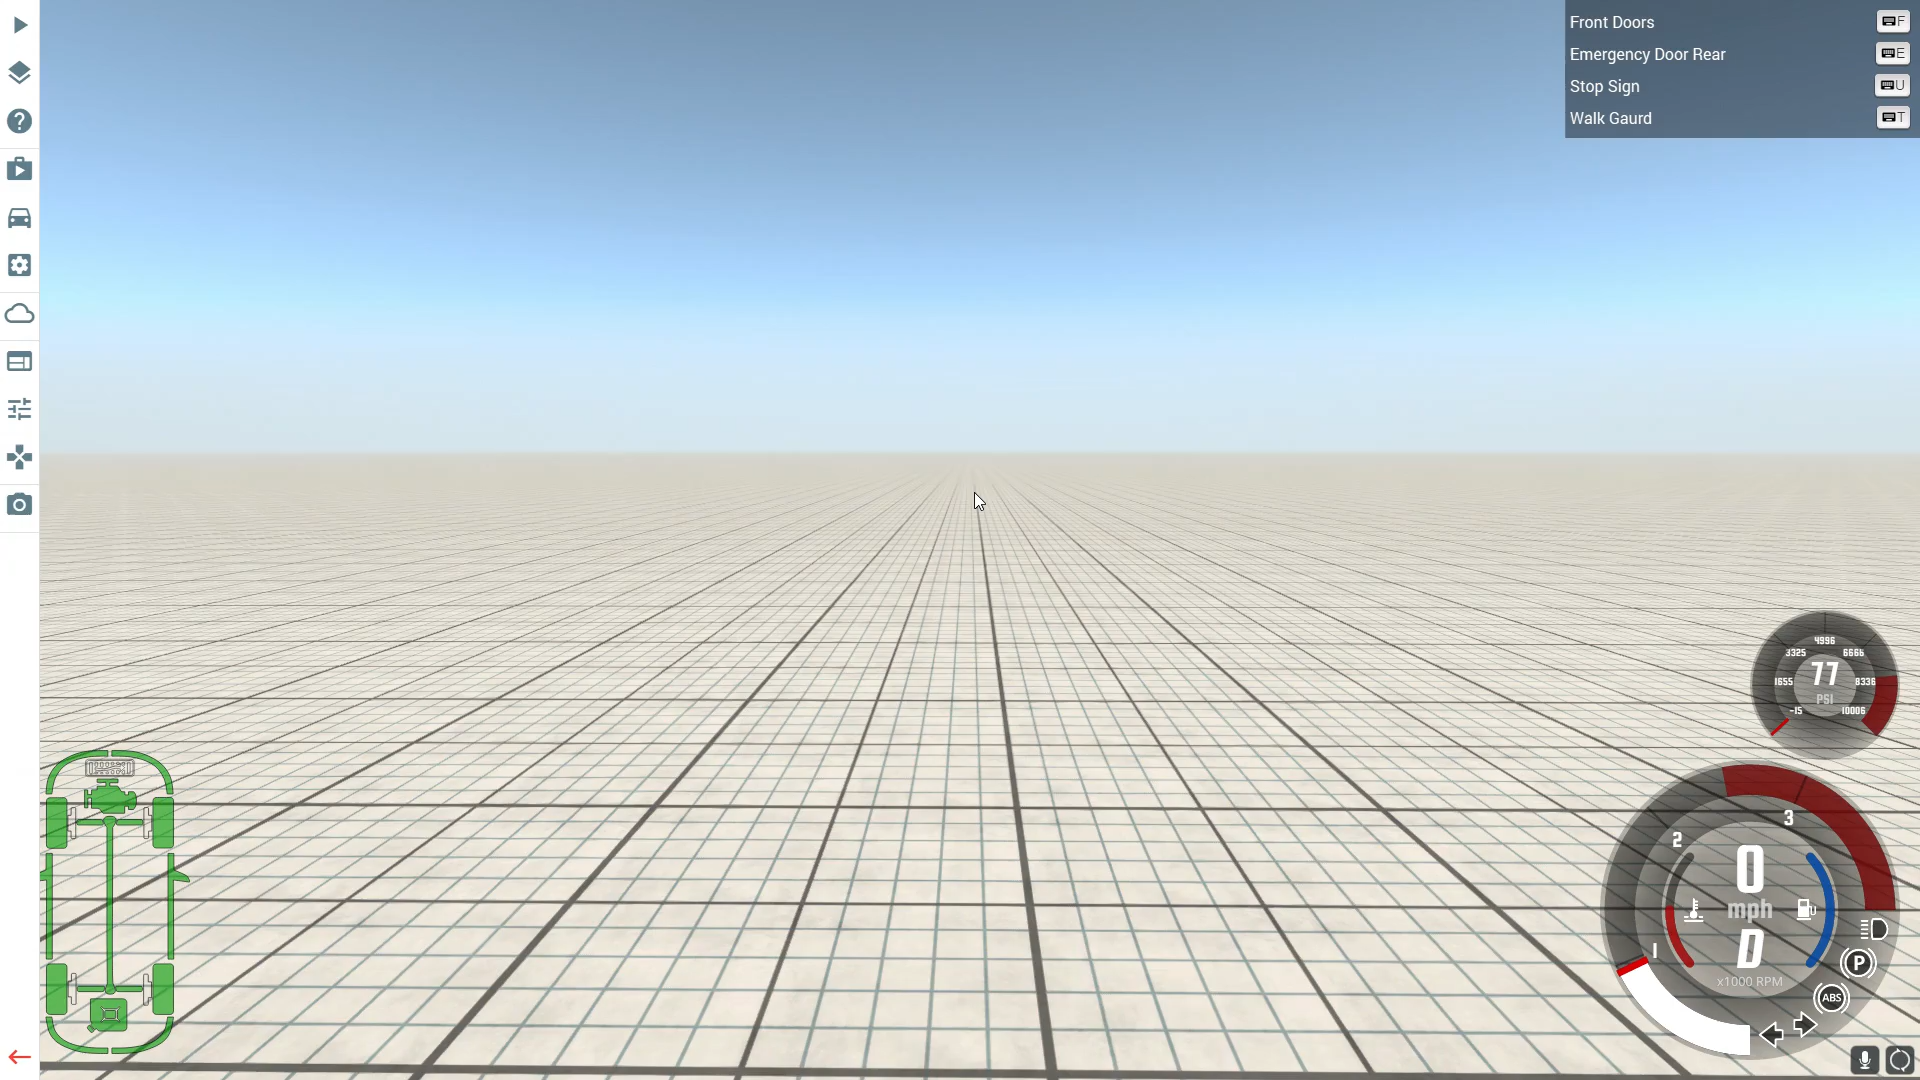 Front Doors
F
Emergency Door Rear
E
Stop Sign
U
Walk Gaurd
T
4996
3325
6666
77
1655
8336
PSI
-15
10006
3
2
0
mph
1
D
P
x1000 RPM
ABS